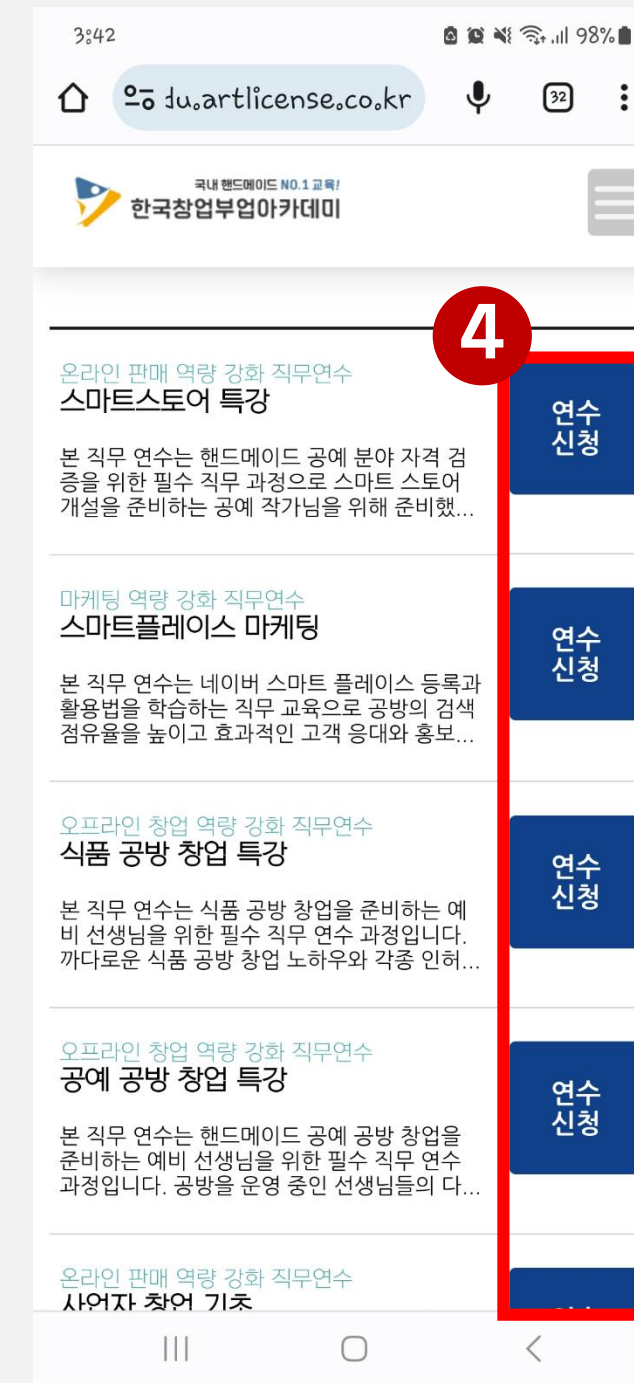 3:42
98%
du.artlicense.co.kr
32
국내 핸드메이드 NO.1 교육!
한국창업부업아카데미
4
온라인 판매 역량 강화 직무연수
스마트스토어 특강
연수
신청
본 직무 연수는 핸드메이드 공예 분야 자격 검
증을 위한 필수 직무 과정으로 스마트 스토어
개설을 준비하는 공예 작가님을 위해 준비했...
마케팅 역량 강화 직무연수
스마트플레이스 마케팅
연수
신청
본 직무 연수는 네이버 스마트 플레이스 등록과
활용법을 학습하는 직무 교육으로 공방의 검색
점유율을 높이고 효과적인 고객 응대와 홍보...
오프라인 창업 역량 강화 직무연수
식품 공방 창업 특강
연수
신청
본 직무 연수는 식품 공방 창업을 준비하는 예
비 선생님을 위한 필수 직무 연수 과정입니다.
까다로운 식품 공방 창업 노하우와 각종 인허...
오프라인 창업 역량 강화 직무연수
공예 공방 창업 특강
연수
신청
본 직무 연수는 핸드메이드 공예 공방 창업을
준비하는 예비 선생님을 위한 필수 직무 연수
과정입니다. 공방을 운영 중인 선생님들의 다...
온라인 판매 역량 강화 직무연수
사업자 창업 기초